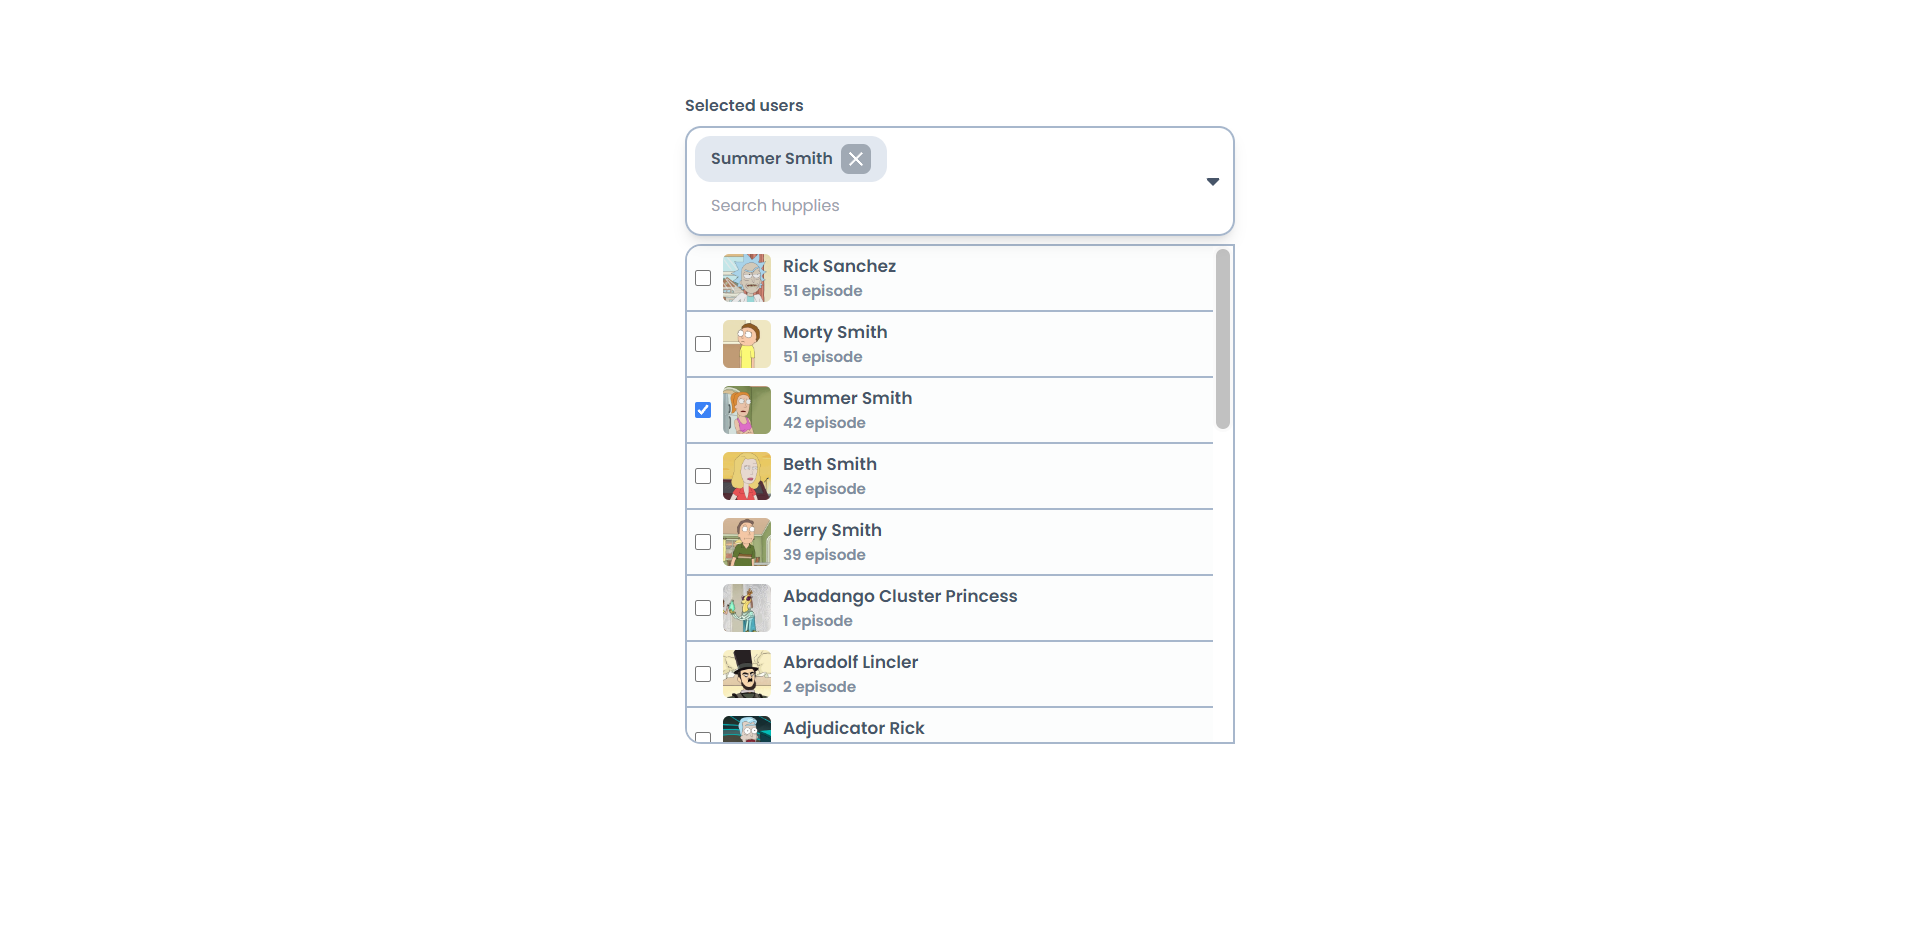 Selected users
Summer Smith
Search hupplies
Rick Sanchez
51 episode
Morty Smith
51 episode
Summer Smith
42 episode
Beth Smith
42 episode
Jerry Smith
39 episode
Abadango Cluster Princess
1 episode
Abradolf Lincler
2 episode
Adjudicator Rick